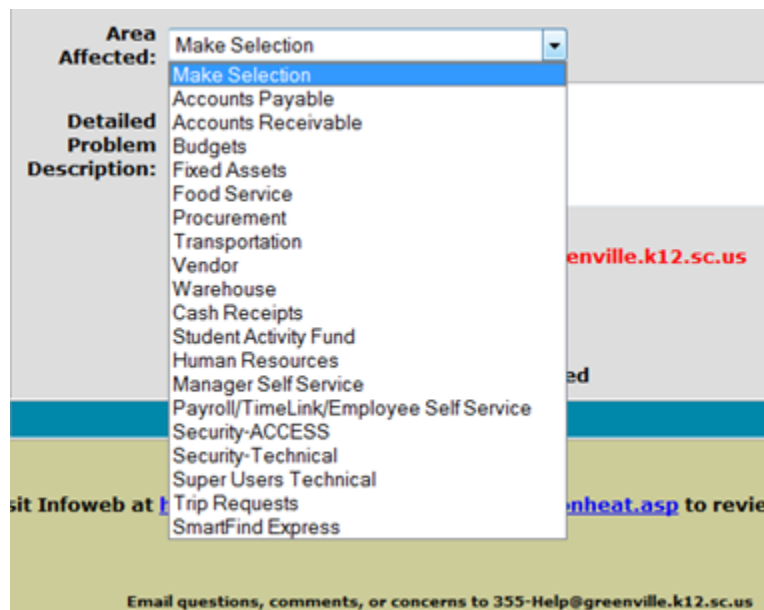 Area
Affected:
Make Selection
Make Selection
Accounts Payable
Accounts Receivable
Detailed
Problem
Description:
Budgets
Fixed Assets
Food Service
Procurement
Transportation
Vendor
Warehouse
Cash Receipts
Student Activity Fund
Human Resources
Manager Self Service
Payroll/TimeLink/Employee Self Service
Security-ACCESS
Security-Technical
Super Users Technical
Trip Requests
SmartFind Express
enville.k12.sc.us
ed
sit Infoweb at h
onheat.asp to revie
Email questions, comments, or concerns to 355-Help@greenville.k12.sc.us